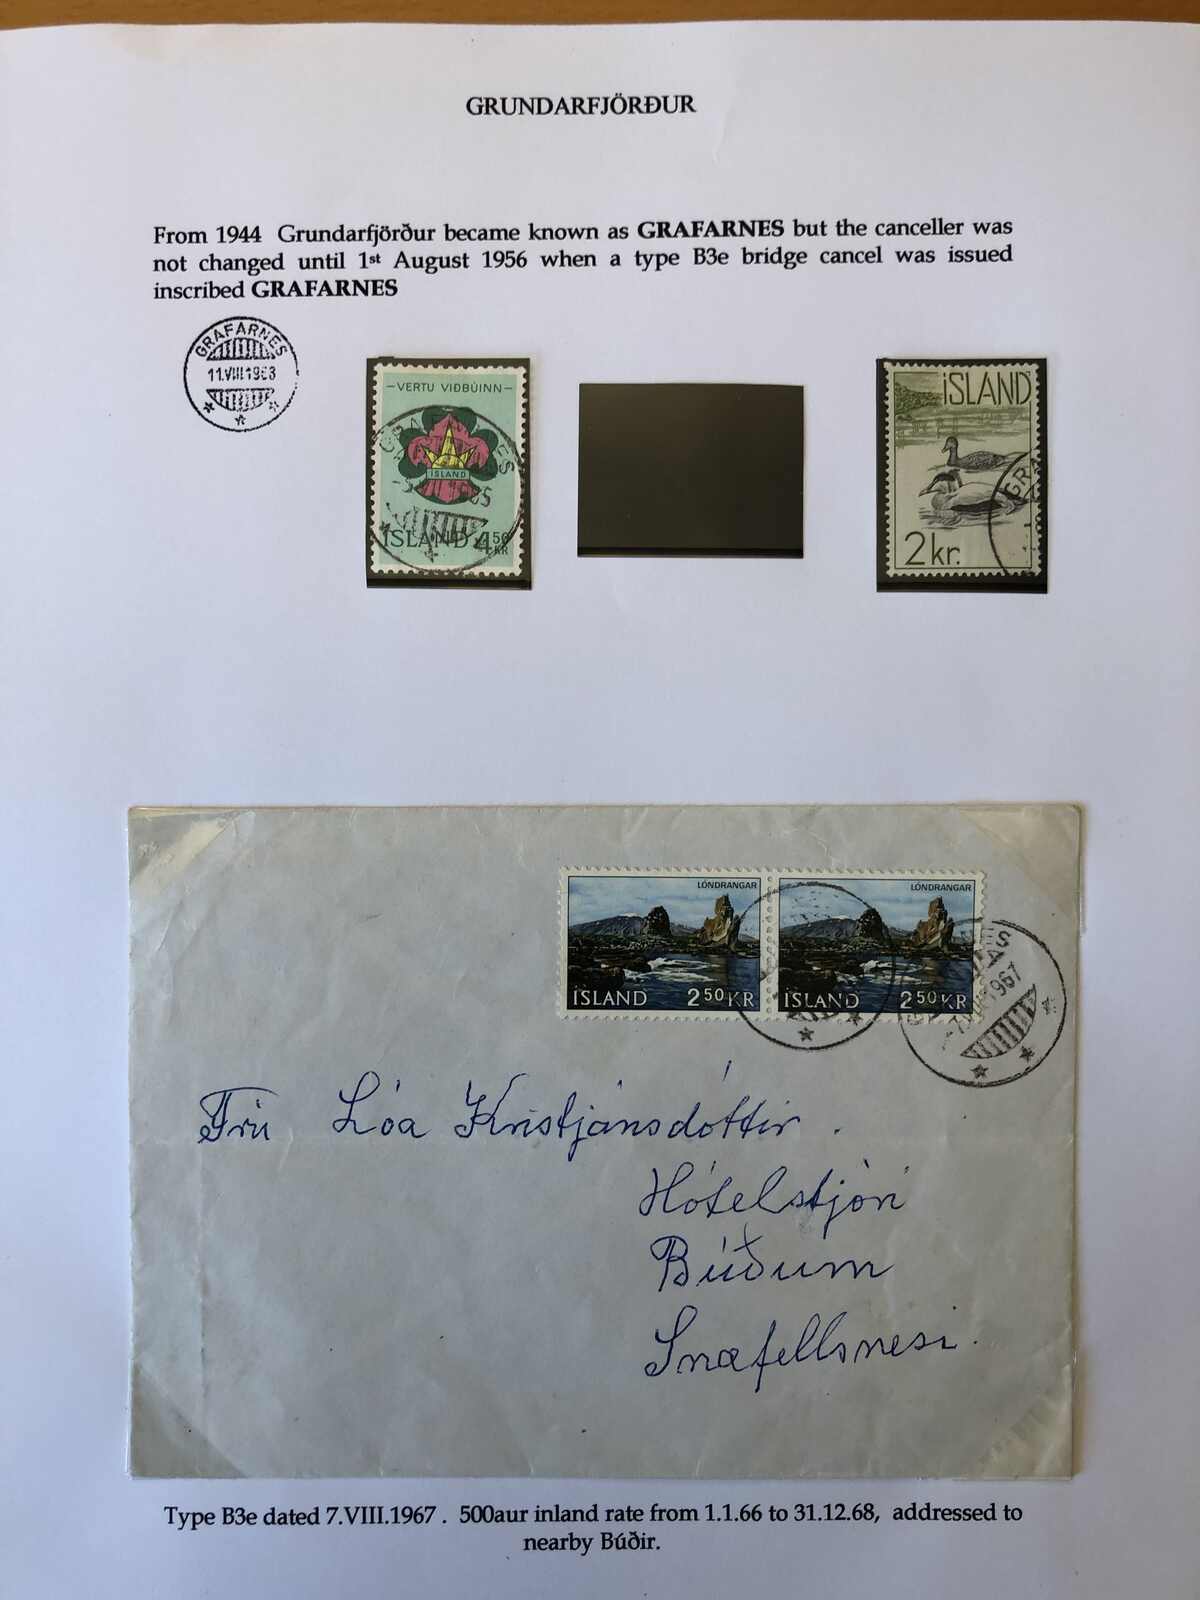 GRUNDARFJÖRÐUR
From 1944 Grundarfjörður became known as GRAFARNES but the canceller was
not changed until 1st August 1956 when a type B3e bridge cancel was issued
inscribed GRAFARNES
GRAFARNES
11.VIII.1963
— VERTU VIÐBÚINN —
ÍSLAND
ÍSLAND 4.50 KR
ÍSLAND
GRA
2kr.
LÓNDRANGAR
ÍSLAND 2.50 KR
LÓNDRANGAR
ÍSLAND 2.50 KR
-7.VIII.1967
Frú Lóa Kristjánsdóttir.
Hótelstjóri
Búðum
Snæfellsnesi.
Type B3e dated 7.VIII.1967 . 500aur inland rate from 1.1.66 to 31.12.68, addressed to
nearby Búðir.